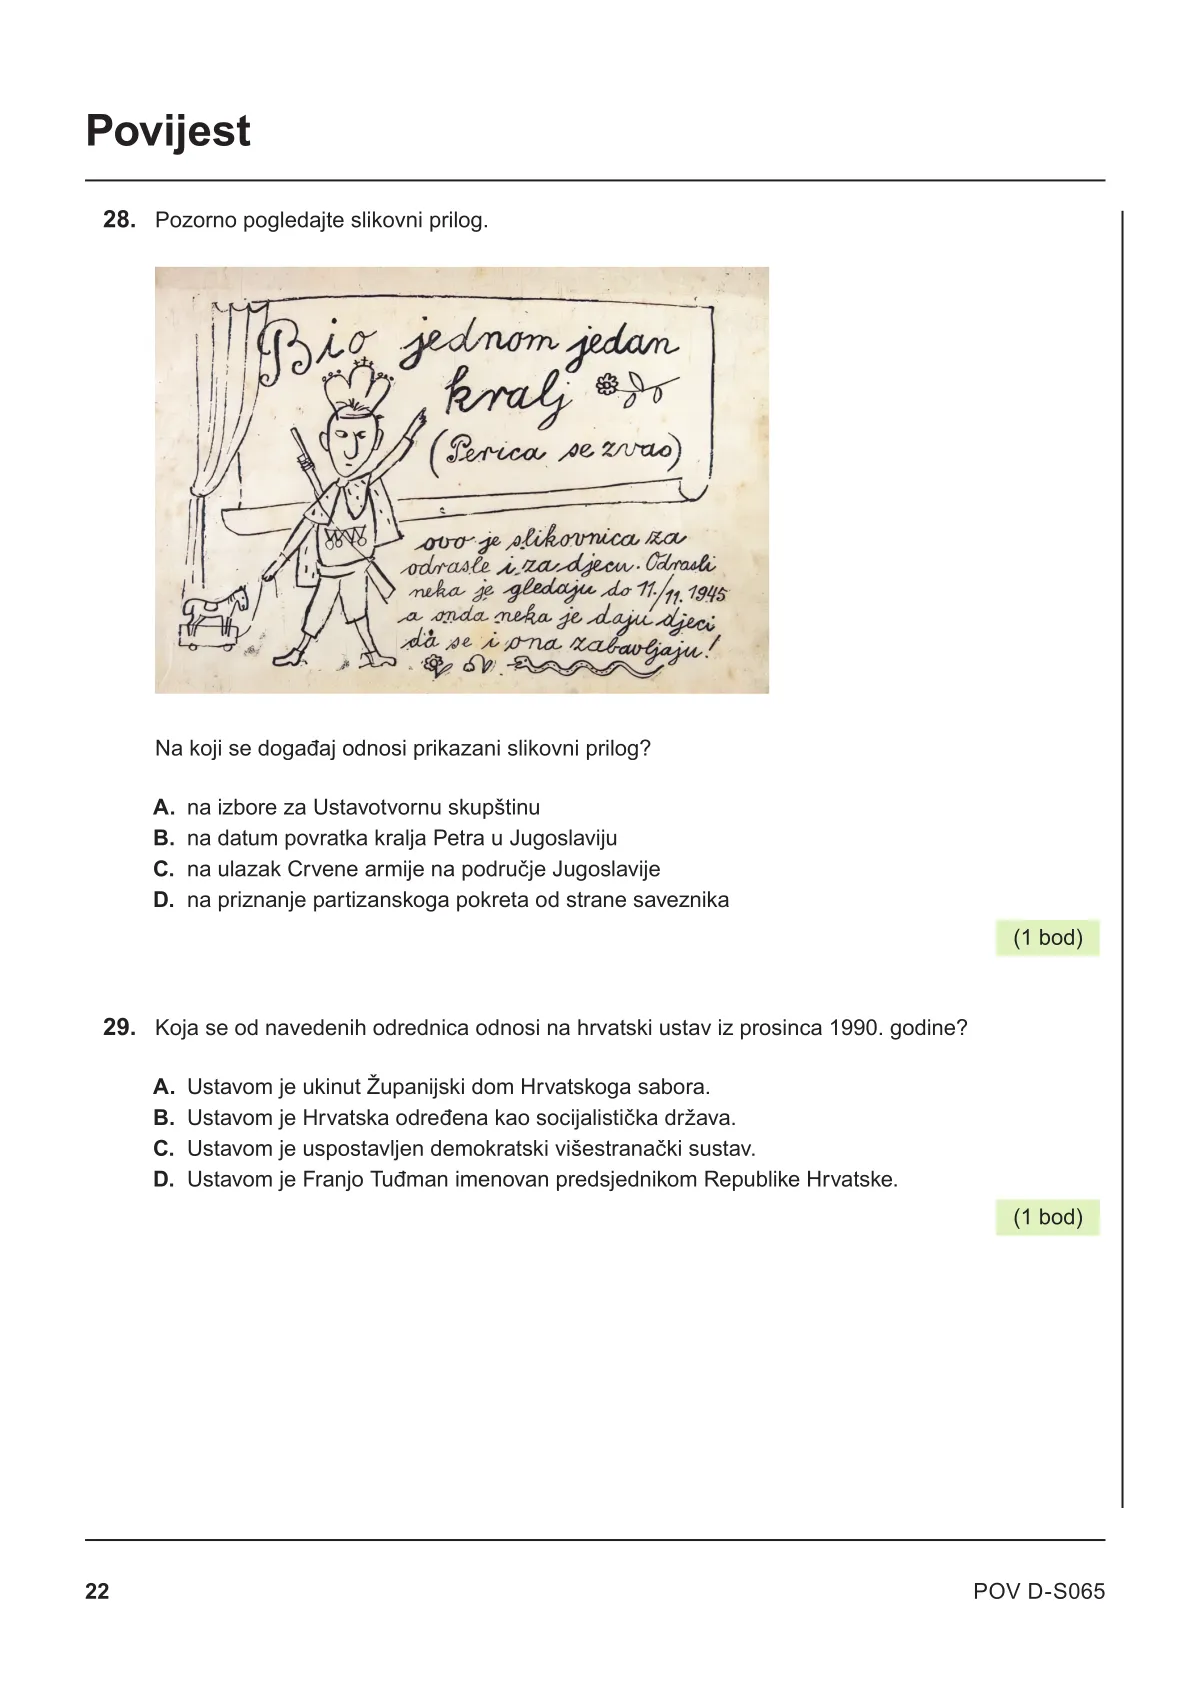 Povijest
28. Pozorno pogledajte slikovni prilog.
Bio jednom jedan
kralj
(Perica se zvao)
ovo je slikovnica za
odrasle i za djecu. Odrasli
neka je gledaju do 11./11. 1945
a onda neka je daju djeci
da se i ona zabavljaju!
Na koji se događaj odnosi prikazani slikovni prilog?
A. na izbore za Ustavotvornu skupštinu
B. na datum povratka kralja Petra u Jugoslaviju
C. na ulazak Crvene armije na područje Jugoslavije
D. na priznanje partizanskoga pokreta od strane saveznika
(1 bod)
29. Koja se od navedenih odrednica odnosi na hrvatski ustav iz prosinca 1990. godine?
A. Ustavom je ukinut Županijski dom Hrvatskoga sabora.
B. Ustavom je Hrvatska određena kao socijalistička država.
C. Ustavom je uspostavljen demokratski višestranački sustav.
D. Ustavom je Franjo Tuđman imenovan predsjednikom Republike Hrvatske.
(1 bod)
22
POV D-S065